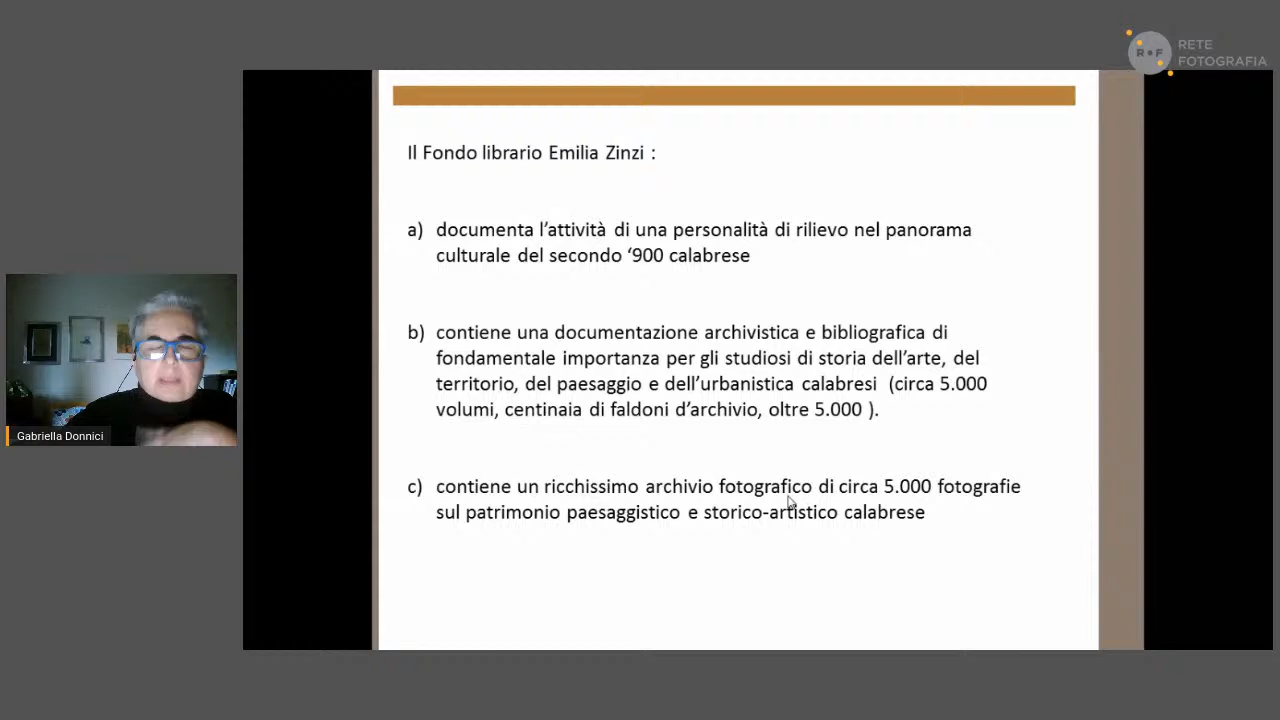 R F
RETE
FOTOGRAFIA
Il Fondo librario Emilia Zinzi :
a) documenta l’attività di una personalità di rilievo nel panorama
culturale del secondo ‘900 calabrese
b) contiene una documentazione archivistica e bibliografica di
fondamentale importanza per gli studiosi di storia dell’arte, del
territorio, del paesaggio e dell’urbanistica calabresi (circa 5.000
volumi, centinaia di faldoni d’archivio, oltre 5.000 ).
c) contiene un ricchissimo archivio fotografico di circa 5.000 fotografie
sul patrimonio paesaggistico e storico-artistico calabrese
Gabriella Donnici